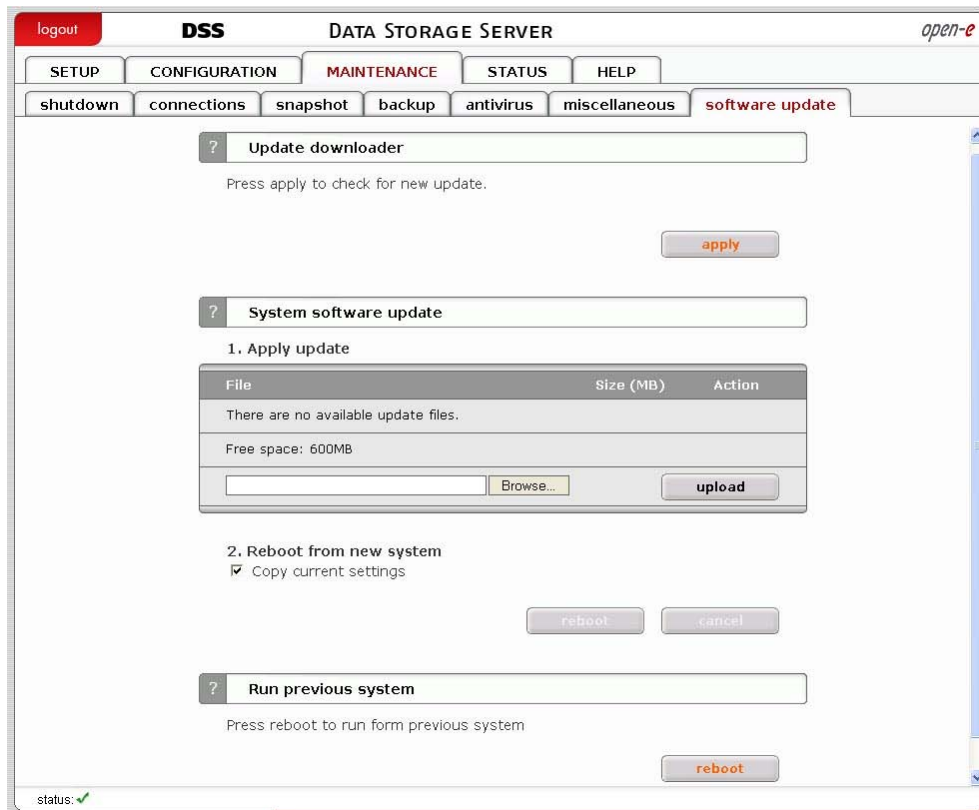 logout DSS DATA STORAGE SERVER open-e
SETUP CONFIGURATION MAINTENANCE STATUS HELP
shutdown connections snapshot backup antivirus miscellaneous software update
? Update downloader
Press apply to check for new update.
apply
? System software update
1. Apply update
File Size (MB) Action
There are no available update files.
Free space: 600MB
Browse... upload
2. Reboot from new system
Copy current settings
reboot cancel
? Run previous system
Press reboot to run form previous system
reboot
status: